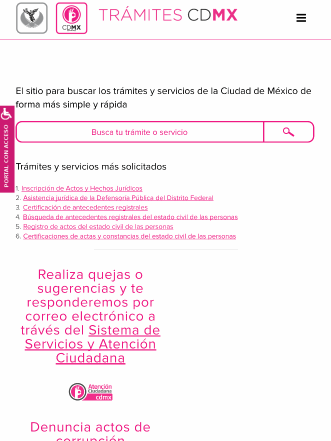 CDMX
TRÁMITES CDMX
El sitio para buscar los trámites y servicios de la Ciudad de México de
forma más simple y rápida
PORTAL CON ACCESO
Busca tu trámite o servicio
Trámites y servicios más solicitados
1. Inscripción de Actos y Hechos Jurídicos
2. Asistencia jurídica de la Defensoría Pública del Distrito Federal
3. Certificación de antecedentes registrales
4. Búsqueda de antecedentes registrales del estado civil de las personas
5. Registro de actos del estado civil de las personas
6. Certificaciones de actas y constancias del estado civil de las personas
Realiza quejas o
sugerencias y te
responderemos por
correo electrónico a
trávés del Sistema de
Servicios y Atención
Ciudadana
Atención
Ciudadana
cdmx
Denuncia actos de
corrupción